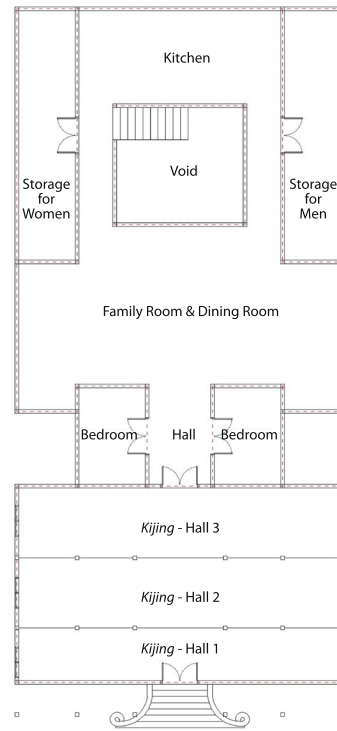 Kitchen
Void
Storage
for
Women
Storage
for
Men
Family Room & Dining Room
Bedroom
Hall
Bedroom
Kijing - Hall 3
Kijing - Hall 2
Kijing - Hall 1